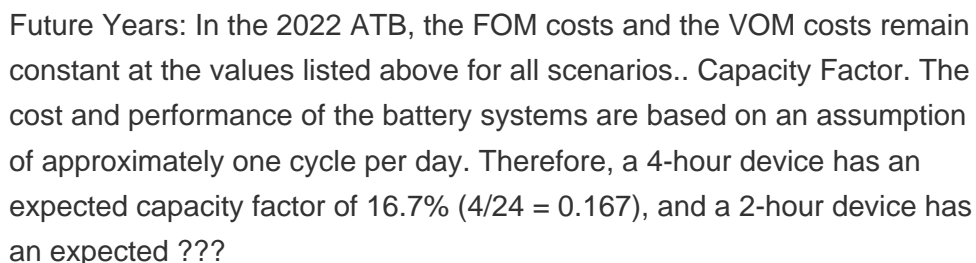 Future Years: In the 2022 ATB, the FOM costs and the VOM costs remain
constant at the values listed above for all scenarios.. Capacity Factor. The
cost and performance of the battery systems are based on an assumption
of approximately one cycle per day. Therefore, a 4-hour device has an
expected capacity factor of 16.7% (4/24 = 0.167), and a 2-hour device has
an expected ???